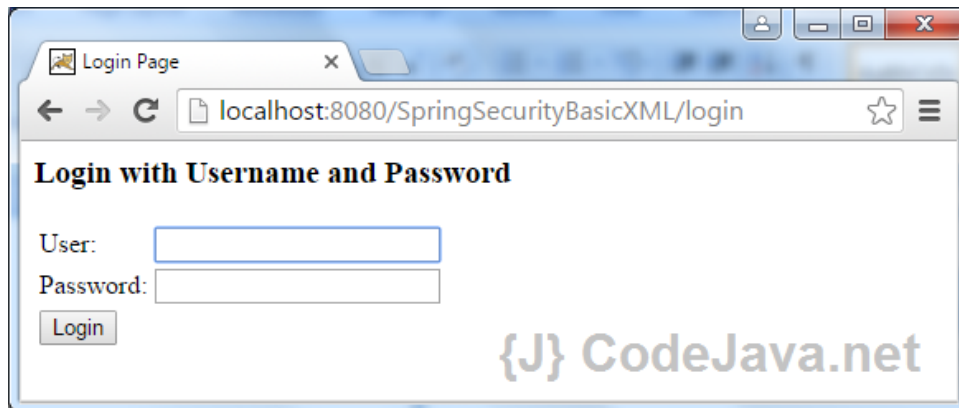 Login Page
localhost:8080/SpringSecurityBasicXML/login
Login with Username and Password
User:
Password:
Login
{J} CodeJava.net